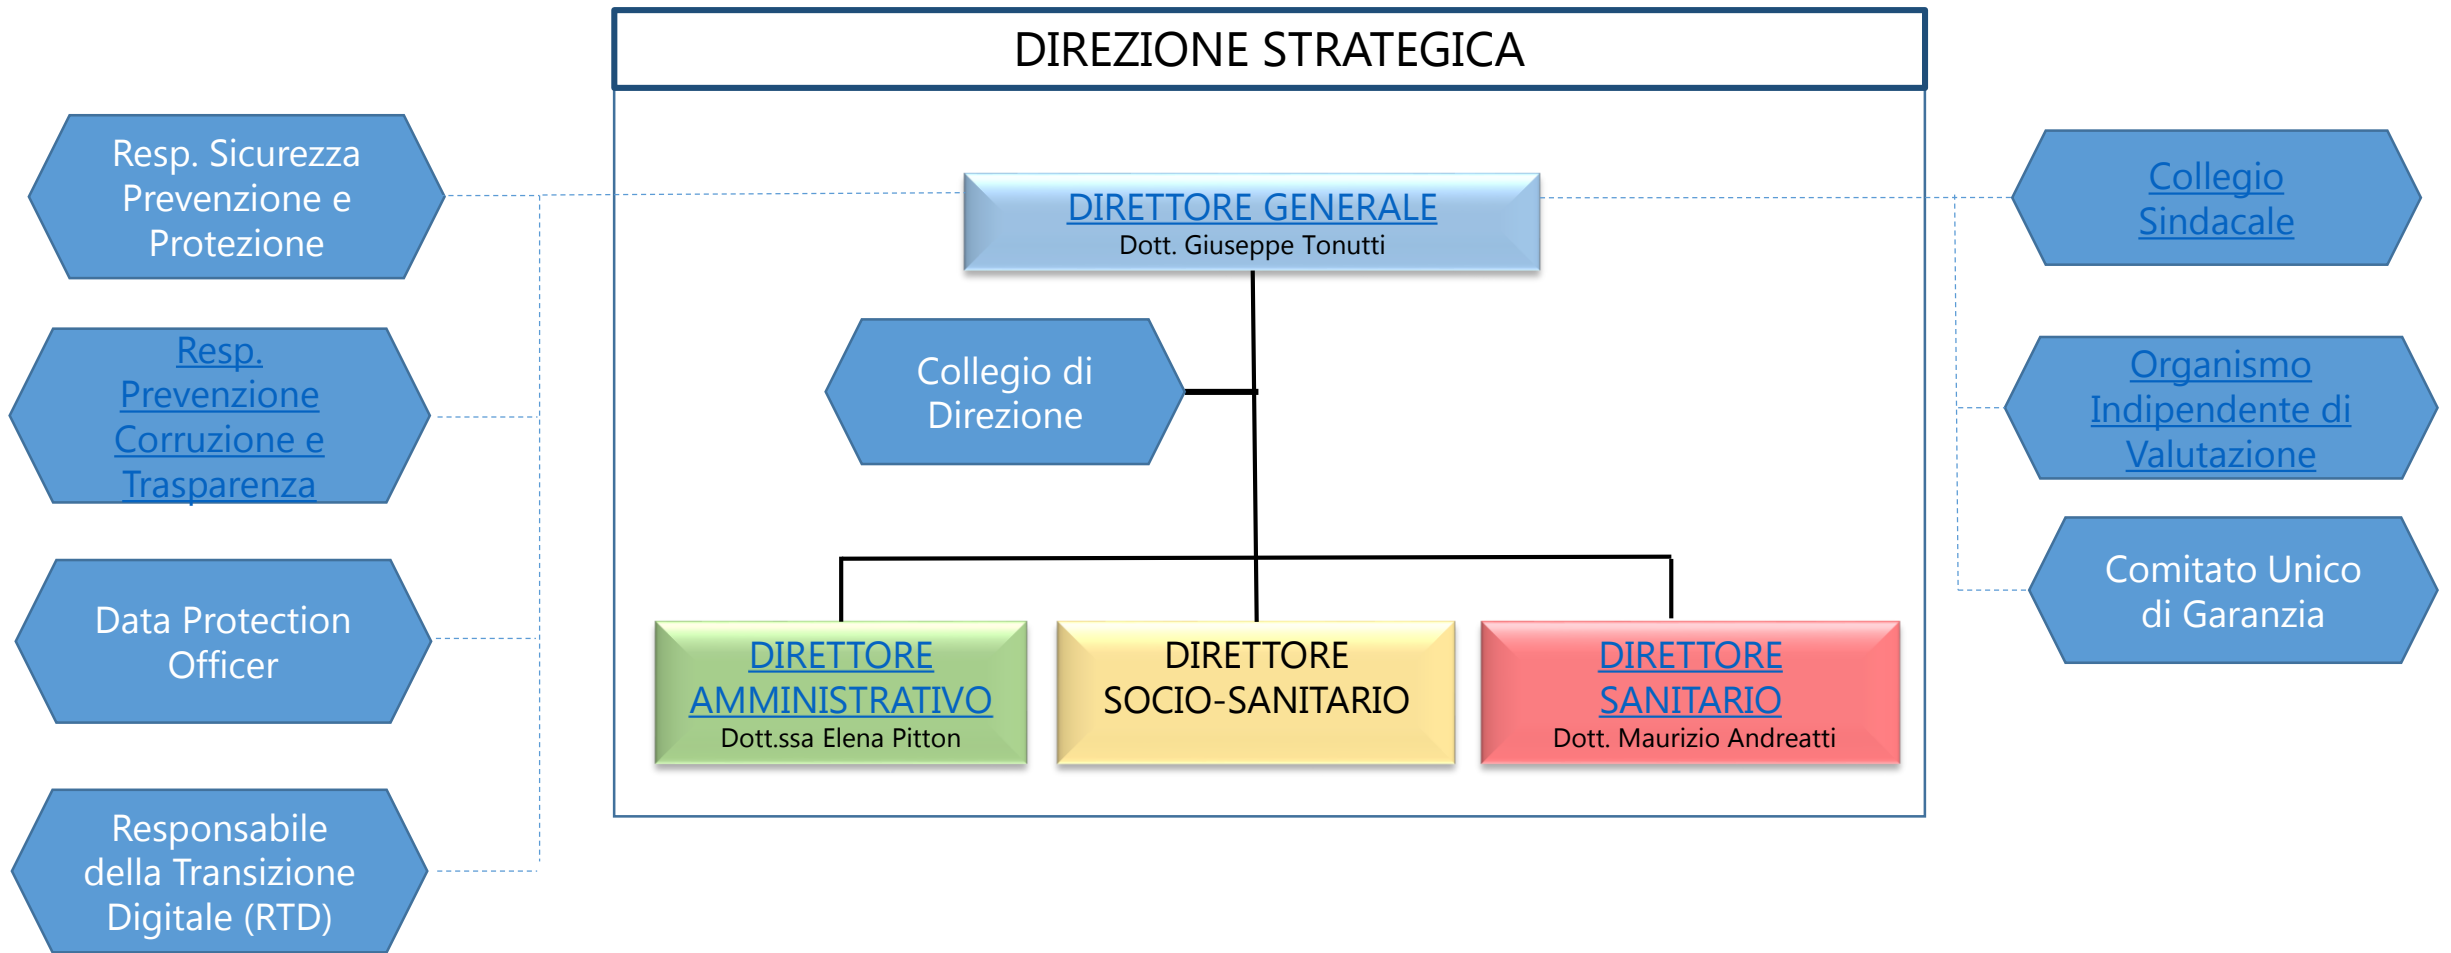 DIREZIONE STRATEGICA
Resp. Sicurezza
Prevenzione e
Protezione
Resp.
Prevenzione
Corruzione e
Trasparenza
Data Protection
Officer
Responsabile
della Transizione
Digitale (RTD)
DIRETTORE GENERALE
Dott. Giuseppe Tonutti
Collegio di
Direzione
DIRETTORE
AMMINISTRATIVO
Dott.ssa Elena Pitton
DIRETTORE
SOCIO-SANITARIO
DIRETTORE
SANITARIO
Dott. Maurizio Andreatti
Collegio
Sindacale
Organismo
Indipendente di
Valutazione
Comitato Unico
di Garanzia